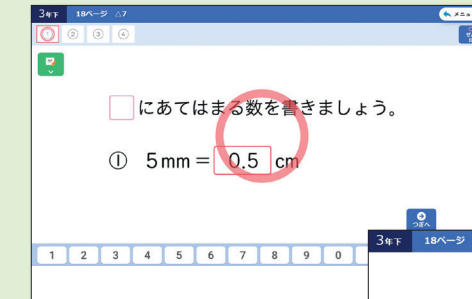 3年下 18ページ △7
メニュ
① ② ③ ④
□にあてはまる数を書きましょう。
① 5mm = 0.5 cm
つぎへ
1 2 3 4 5 6 7 8 9 0
3年下 18ページ